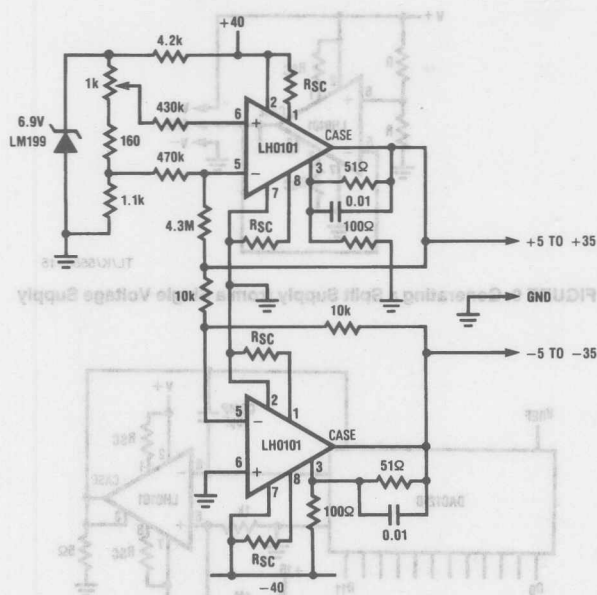 +40
4.2k
1k
RSC
2
1
6.9V
LM199
430k
6
+
CASE
LH0101
160
470k
5
−
3
51Ω
8
7
0.01
1.1k
4.3M
RSC
100Ω
+5 TO +35
10k
GND
10k
RSC
−5 TO −35
2
1
5
−
CASE
LH0101
6
+
3
51Ω
8
7
100Ω
0.01
RSC
−40